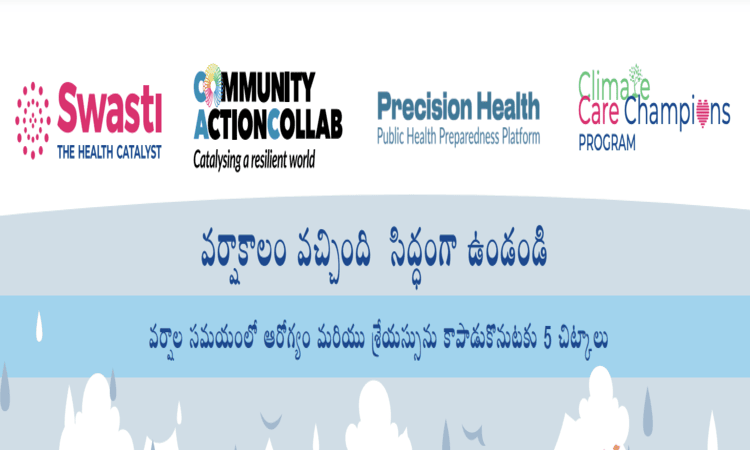 Swasti
THE HEALTH CATALYST
COMMUNITY
ACTIONCOLLAB
Catalysing a resilient world
Precision Health
Public Health Preparedness Platform
Climate
Care Champions
PROGRAM
వర్షాకాలం వచ్చింది సిద్ధంగా ఉండండి
వర్షాల సమయంలో ఆరోగ్యం మరియు శ్రేయస్సును కాపాడుకొనుటకు 5 చిట్కాలు